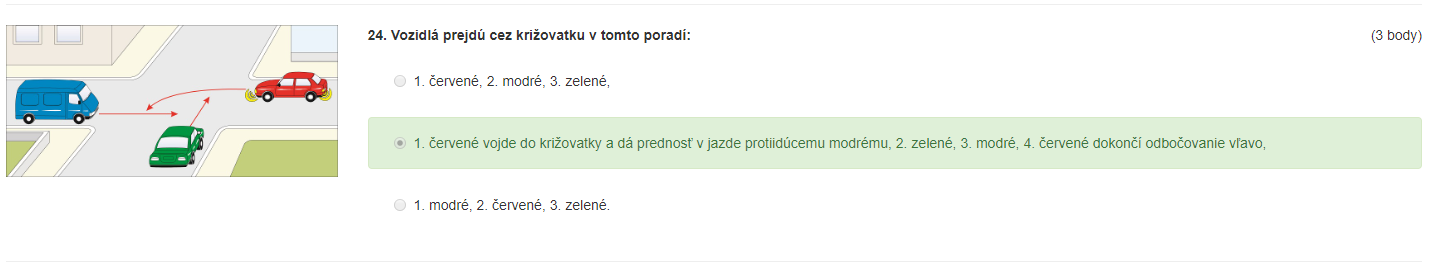 24. Vozidlá prejdú cez križovatku v tomto poradí:
(3 body)
1. červené, 2. modré, 3. zelené,
1. červené vojde do križovatky a dá prednosť v jazde protiidúcemu modrému, 2. zelené, 3. modré, 4. červené dokončí odbočovanie vľavo,
1. modré, 2. červené, 3. zelené.